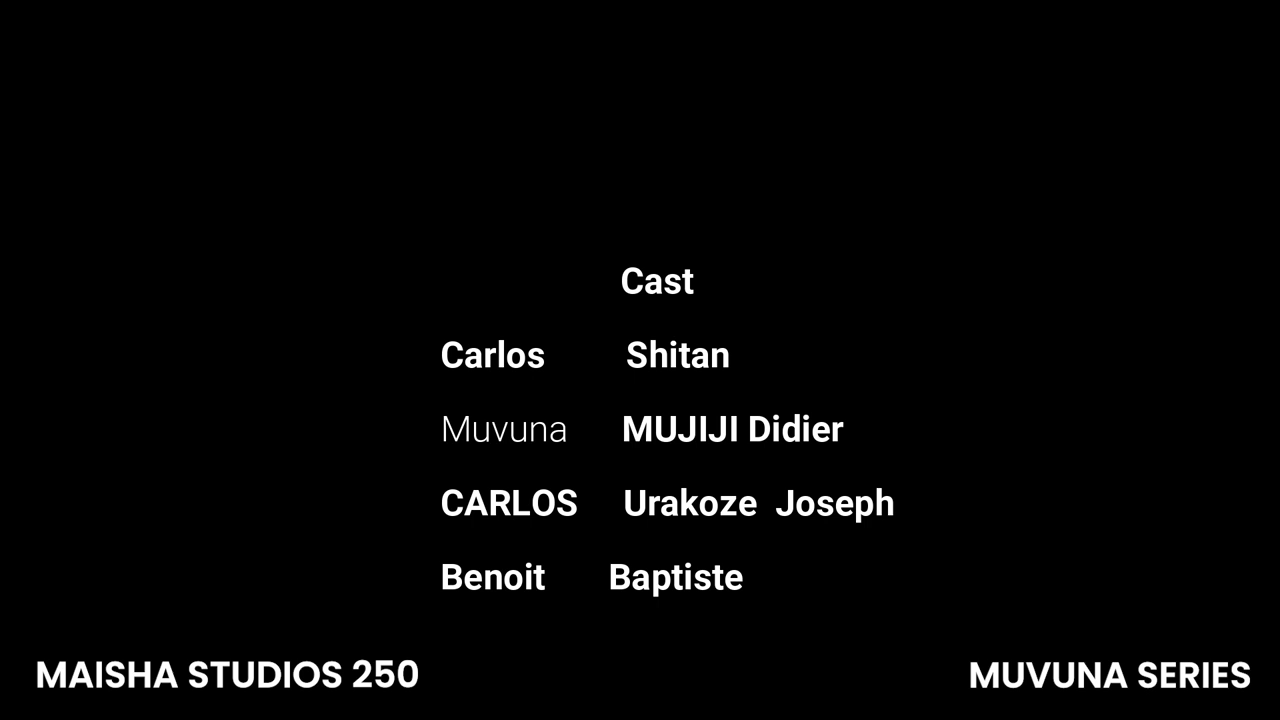 Cast
Carlos Shitan
Muvuna MUJIJI Didier
CARLOS Urakoze Joseph
Benoit Baptiste
MAISHA STUDIOS 250 MUVUNA SERIES